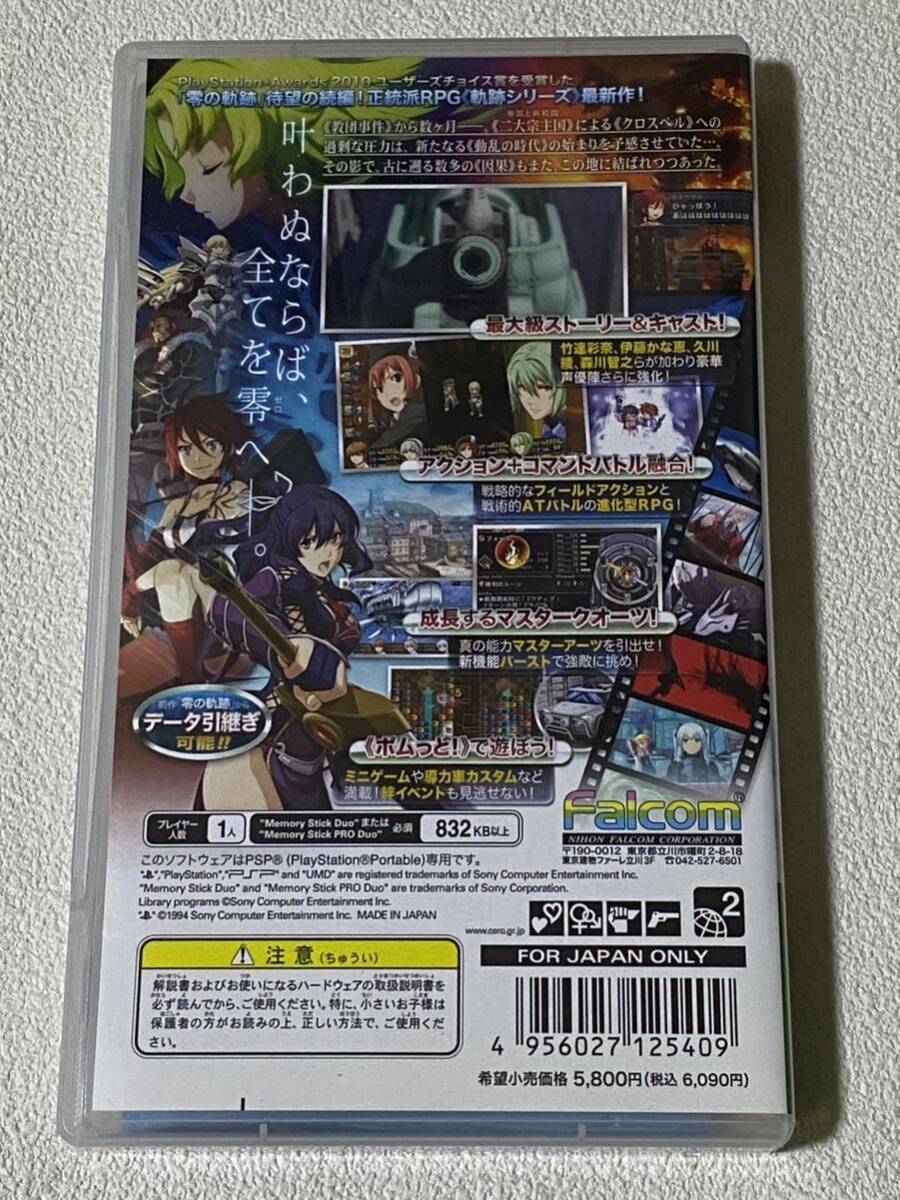 PlayStation®Awards 2010 ユーザーズチョイス賞を受賞した
『零の軌跡』待望の続編！正統派RPG《軌跡シリーズ》最新作！
帝国と共和国
《教団事件》から数ヶ月――。《二大宗主国》による《クロスベル》への
過剰な圧力は、新たなる《動乱の時代》の始まりを予感させていた…。
その影で、古に遡る数多の《因果》もまた、この地に結ばれつつあった。
叶わぬならば、
全てを零へ――。
ゼロ
ひゃっほう！
最大級ストーリー&キャスト！
竹達彩奈、伊藤かな恵、久川
綾、森川智之らが加わり豪華
声優陣さらに強化！
アクション+コマンドバトル融合！
戦略的なフィールドアクションと
戦術的ATバトルの進化型RPG！
成長するマスタークオーツ！
真の能力マスターアーツを引出せ！
新機能バーストで強敵に挑め！
前作『零の軌跡』から
データ引継ぎ
可能!!
《ポムっと！》で遊ぼう！
ミニゲームや導力車カスタムなど
満載！絆イベントも見逃せない！
Falcom®
NIHON FALCOM CORPORATION
〒190-0012 東京都立川市曙町2-8-18
東京建物ファーレ立川3F ☎042-527-6501
プレイヤー人数 1人 "Memory Stick Duo" または "Memory Stick PRO Duo" 必須 832 KB以上
このソフトウェアはPSP®(PlayStation®Portable)専用です。
"PlayStation", "PSP" and "UMD" are registered trademarks of Sony Computer Entertainment Inc.
"Memory Stick Duo" and "Memory Stick PRO Duo" are trademarks of Sony Corporation.
Library programs ©Sony Computer Entertainment Inc.
©1994 Sony Computer Entertainment Inc. MADE IN JAPAN
www.cero.gr.jp
2
FOR JAPAN ONLY
注意(ちゅうい)
解説書およびお使いになるハードウェアの取扱説明書を
必ず読んでから、ご使用ください。特に、小さいお子様は
保護者の方がお読みの上、正しい方法で、ご使用くだ
さい。
4 956027 125409
希望小売価格 5,800円(税込 6,090円)